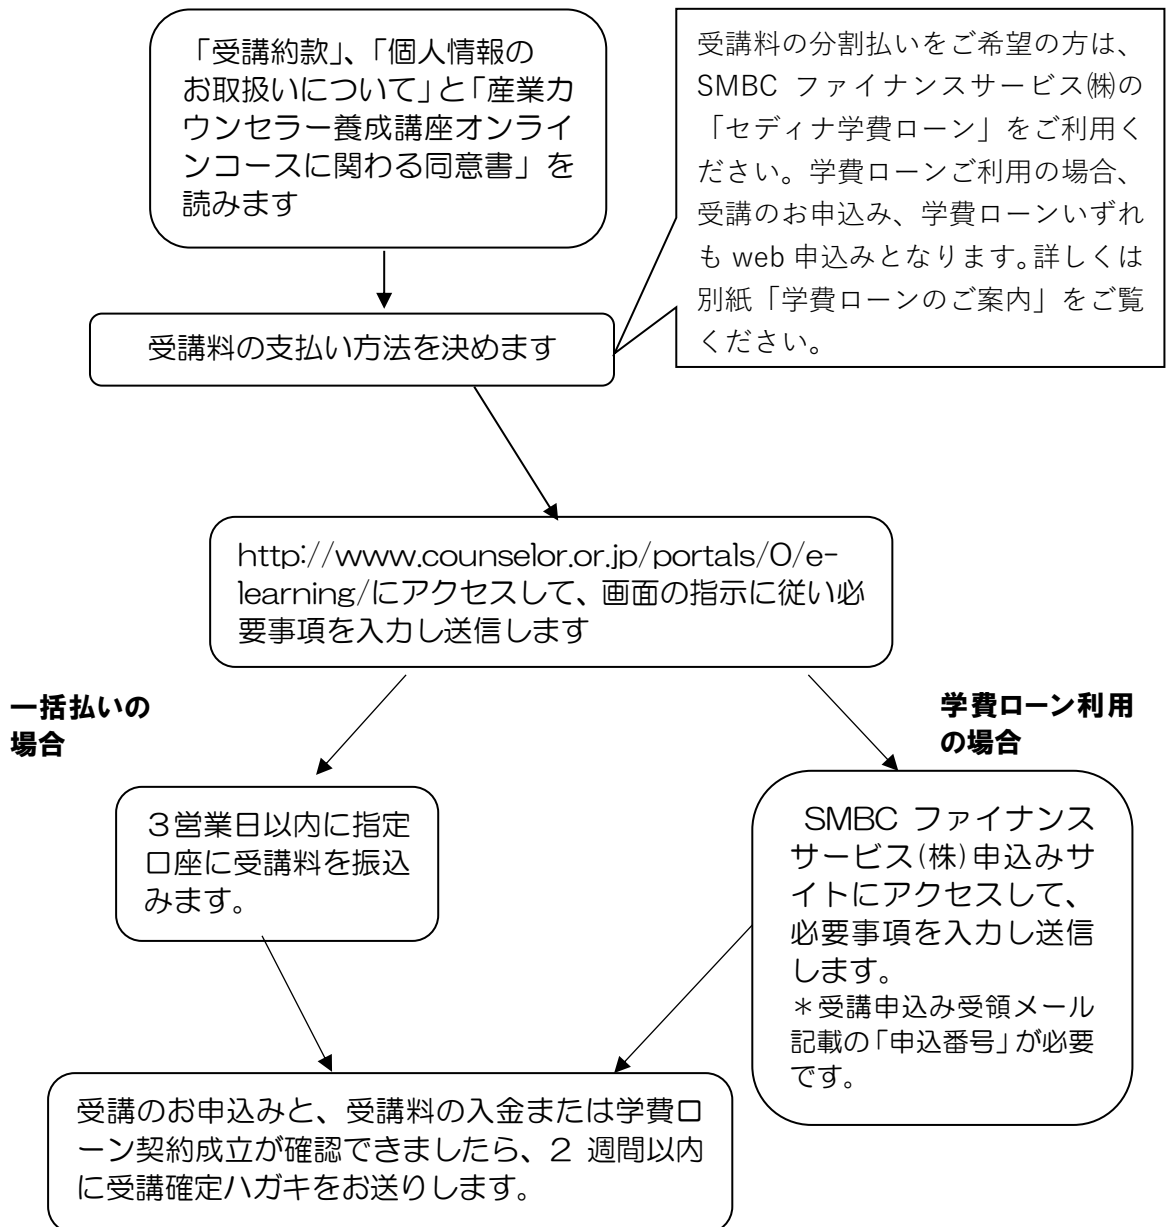 「受講約款」、「個人情報の
お取扱いについて」と「産業カ
ウンセラー養成講座オンライ
ンコースに関わる同意書」を
読みます
受講料の分割払いをご希望の方は、
SMBC ファイナンスサービス㈱の
「セディナ学費ローン」をご利用く
ださい。学費ローンご利用の場合、
受講のお申込み、学費ローンいずれ
も web 申込みとなります。詳しくは
別紙「学費ローンのご案内」をご覧
ください。
受講料の支払い方法を決めます
http://www.counselor.or.jp/portals/0/e-
learning/にアクセスして、画面の指示に従い必
要事項を入力し送信します
一括払いの
場合
学費ローン利用
の場合
３営業日以内に指定
口座に受講料を振込
みます。
SMBC ファイナンス
サービス(株)申込みサ
イトにアクセスして、
必要事項を入力し送信
します。
＊受講申込み受領メール
記載の「申込番号」が必要
です。
受講のお申込みと、受講料の入金または学費ロ
ーン契約成立が確認できましたら、２ 週間以内
に受講確定ハガキをお送りします。